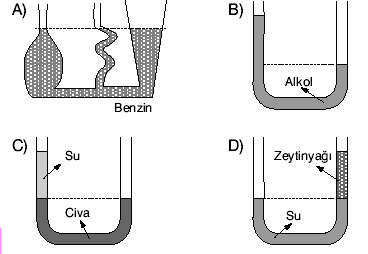 A)
Benzin
B)
Alkol
C)
Su
Civa
D)
Zeytinyağı
Su